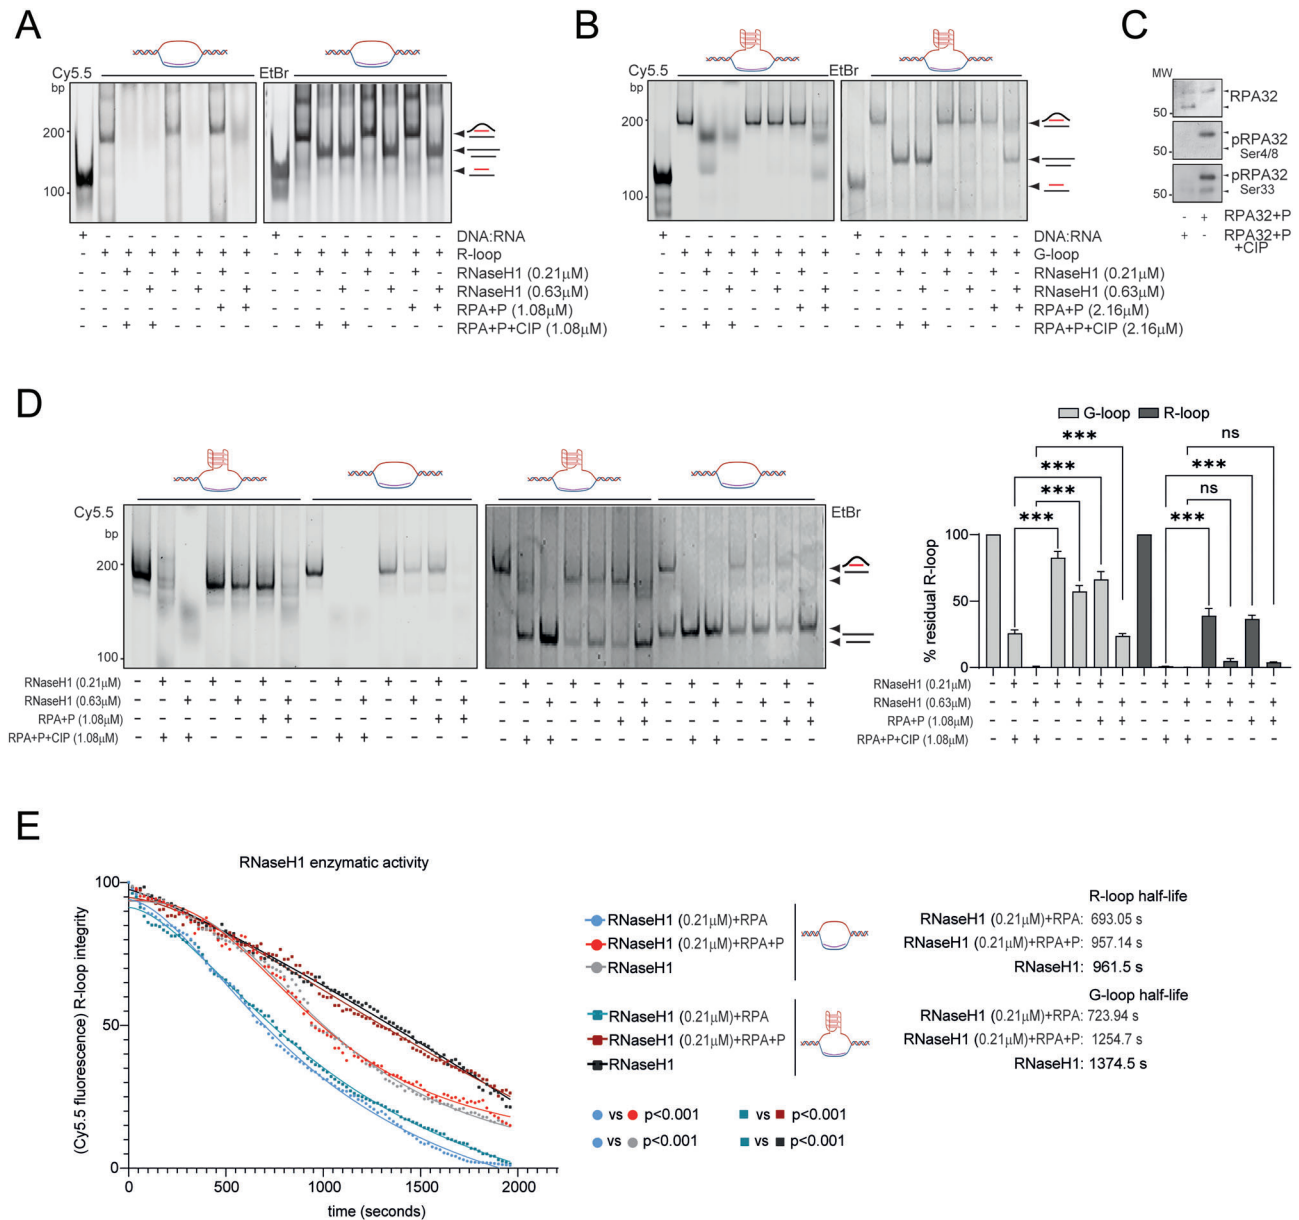 A
Cy5.5
EtBr
bp
200
100
+ - - - - - - - + - - - - - - - DNA:RNA
- + + + + + + + - + + + + + + + R-loop
- - + - + - + - - - + - + - + - RNaseH1 (0.21µM)
- - - + - + - + - - - + - + - + RNaseH1 (0.63µM)
- - - - - - + + - - - - - - + + RPA+P (1.08µM)
- - + + - - - - - - + + - - - - RPA+P+CIP (1.08µM)
B
Cy5.5
EtBr
bp
200
100
+ - - - - - - - + - - - - - - - DNA:RNA
- + + + + + + + - + + + + + + + G-loop
- - + - + - + - - - + - + - + - RNaseH1 (0.21µM)
- - - + - + - + - - - + - + - + RNaseH1 (0.63µM)
- - - - - - + + - - - - - - + + RPA+P (2.16µM)
- - + + - - - - - - + + - - - - RPA+P+CIP (2.16µM)
C
MW
RPA32
50
pRPA32
50 Ser4/8
pRPA32
50 Ser33
- + RPA32+P
+ - RPA32+P
+CIP
D
Cy5.5
EtBr
bp
200
100
RNaseH1 (0.21µM) - + - + - + - - + - + - + - - + - + - + - - + - + - + -
RNaseH1 (0.63µM) - - + - + - + - - + - + - + - - + - + - + - - + - + - +
RPA+P (1.08µM) - - - - - + + - - - - - + + - - - - - + + - - - - - + +
RPA+P+CIP (1.08µM) - + + - - - - - + + - - - - - + + - - - - - + + - - - -
G-loop R-loop
*** ns
*** ***
*** ns
*** ***
% residual R-loop
100
50
0
RNaseH1 (0.21µM) - + - + - + - - + - + - + -
RNaseH1 (0.63µM) - - + - + - + - - + - + - +
RPA+P (1.08µM) - - - - - + + - - - - - + +
RPA+P+CIP (1.08µM) - + + - - - - - + + - - - -
E
RNaseH1 enzymatic activity
(Cy5.5 fluorescence) R-loop integrity
100
50
0
0 500 1000 1500 2000
time (seconds)
RNaseH1 (0.21µM)+RPA
RNaseH1 (0.21µM)+RPA+P
RNaseH1
RNaseH1 (0.21µM)+RPA
RNaseH1 (0.21µM)+RPA+P
RNaseH1
vs p<0.001 vs p<0.001
vs p<0.001 vs p<0.001
R-loop half-life
RNaseH1 (0.21µM)+RPA: 693.05 s
RNaseH1 (0.21µM)+RPA+P: 957.14 s
RNaseH1: 961.5 s
G-loop half-life
RNaseH1 (0.21µM)+RPA: 723.94 s
RNaseH1 (0.21µM)+RPA+P: 1254.7 s
RNaseH1: 1374.5 s